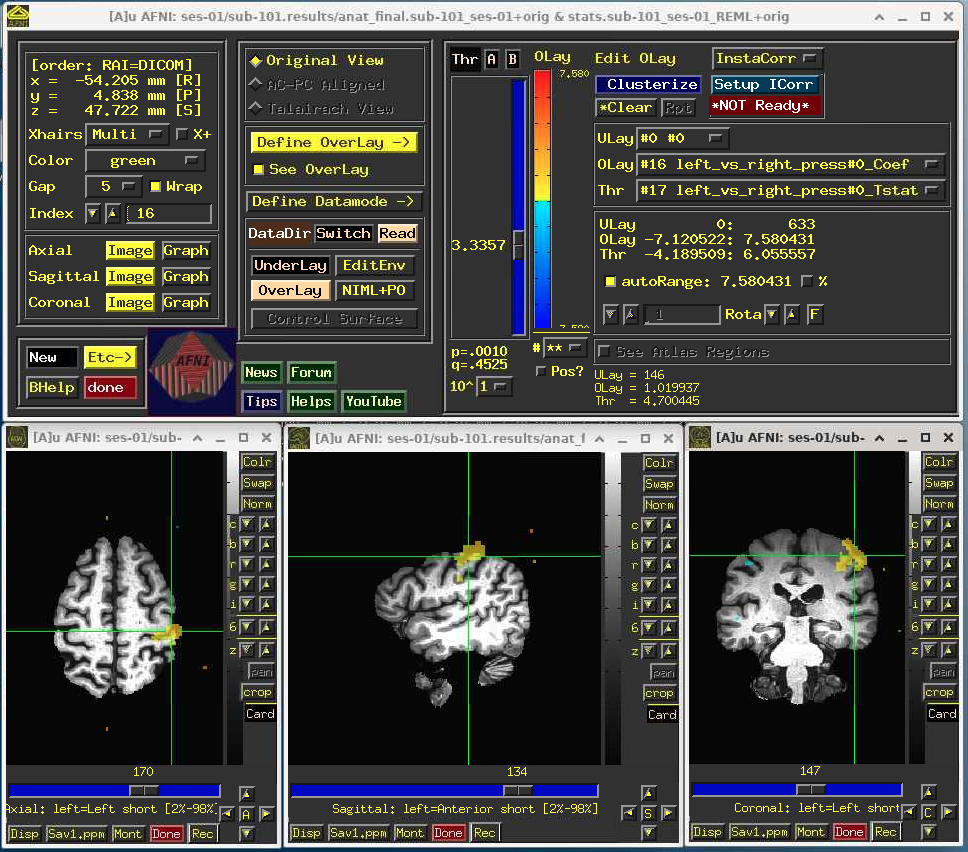 [A]u AFNI: ses-01/sub-101.results/anat_final.sub-101_ses-01+orig & stats.sub-101_ses-01_REML+orig
[order: RAI=DICOM]
x = -54.205 mm [R]
y = 4.838 mm [P]
z = 47.722 mm [S]
Xhairs Multi X+
Color green
Gap 5 Wrap
Index 16
Axial Image Graph
Sagittal Image Graph
Coronal Image Graph
New Etc->
BHelp done
AFNI
Original View
AC-PC Aligned
Talairach View
Define OverLay ->
See OverLay
Define Datamode ->
DataDir Switch Read
UnderLay EditEnv
OverLay NIML+PO
Control Surface
News Forum
Tips Helps YouTube
Thr A B OLay
7.580
3.3357
p=.0010
q=.4525
10^ 1
# **
Pos?
Edit OLay
Clusterize
*Clear Rpt
InstaCorr
Setup ICorr
*NOT Ready*
ULay #0 #0
OLay #16 left_vs_right_press#0_Coef
Thr #17 left_vs_right_press#0_Tstat
ULay 0: 633
OLay -7.120522: 7.580431
Thr -4.189509: 6.055557
autoRange: 7.580431 %
1 Rota F
See Atlas Regions
ULay = 146
OLay = 1.019937
Thr = 4.700445
[A]u AFNI: ses-01/sub-
Colr
Swap
Norm
c
b
r
g
i
6
z
pan
crop
Card
170
Axial: left=Left short [2%-98%]
A
Disp Sav1.ppm Mont Done Rec
[A]u AFNI: ses-01/sub-101.results/anat_f
Colr
Swap
Norm
c
b
r
g
i
6
z
pan
crop
Card
134
Sagittal: left=Anterior short [2%-98%]
S
Disp Sav1.ppm Mont Done Rec
[A]u AFNI: ses-01/sub-
Colr
Swap
Norm
c
b
r
g
i
6
z
pan
crop
Card
147
Coronal: left=Left short
C
Disp Sav1.ppm Mont Done Rec